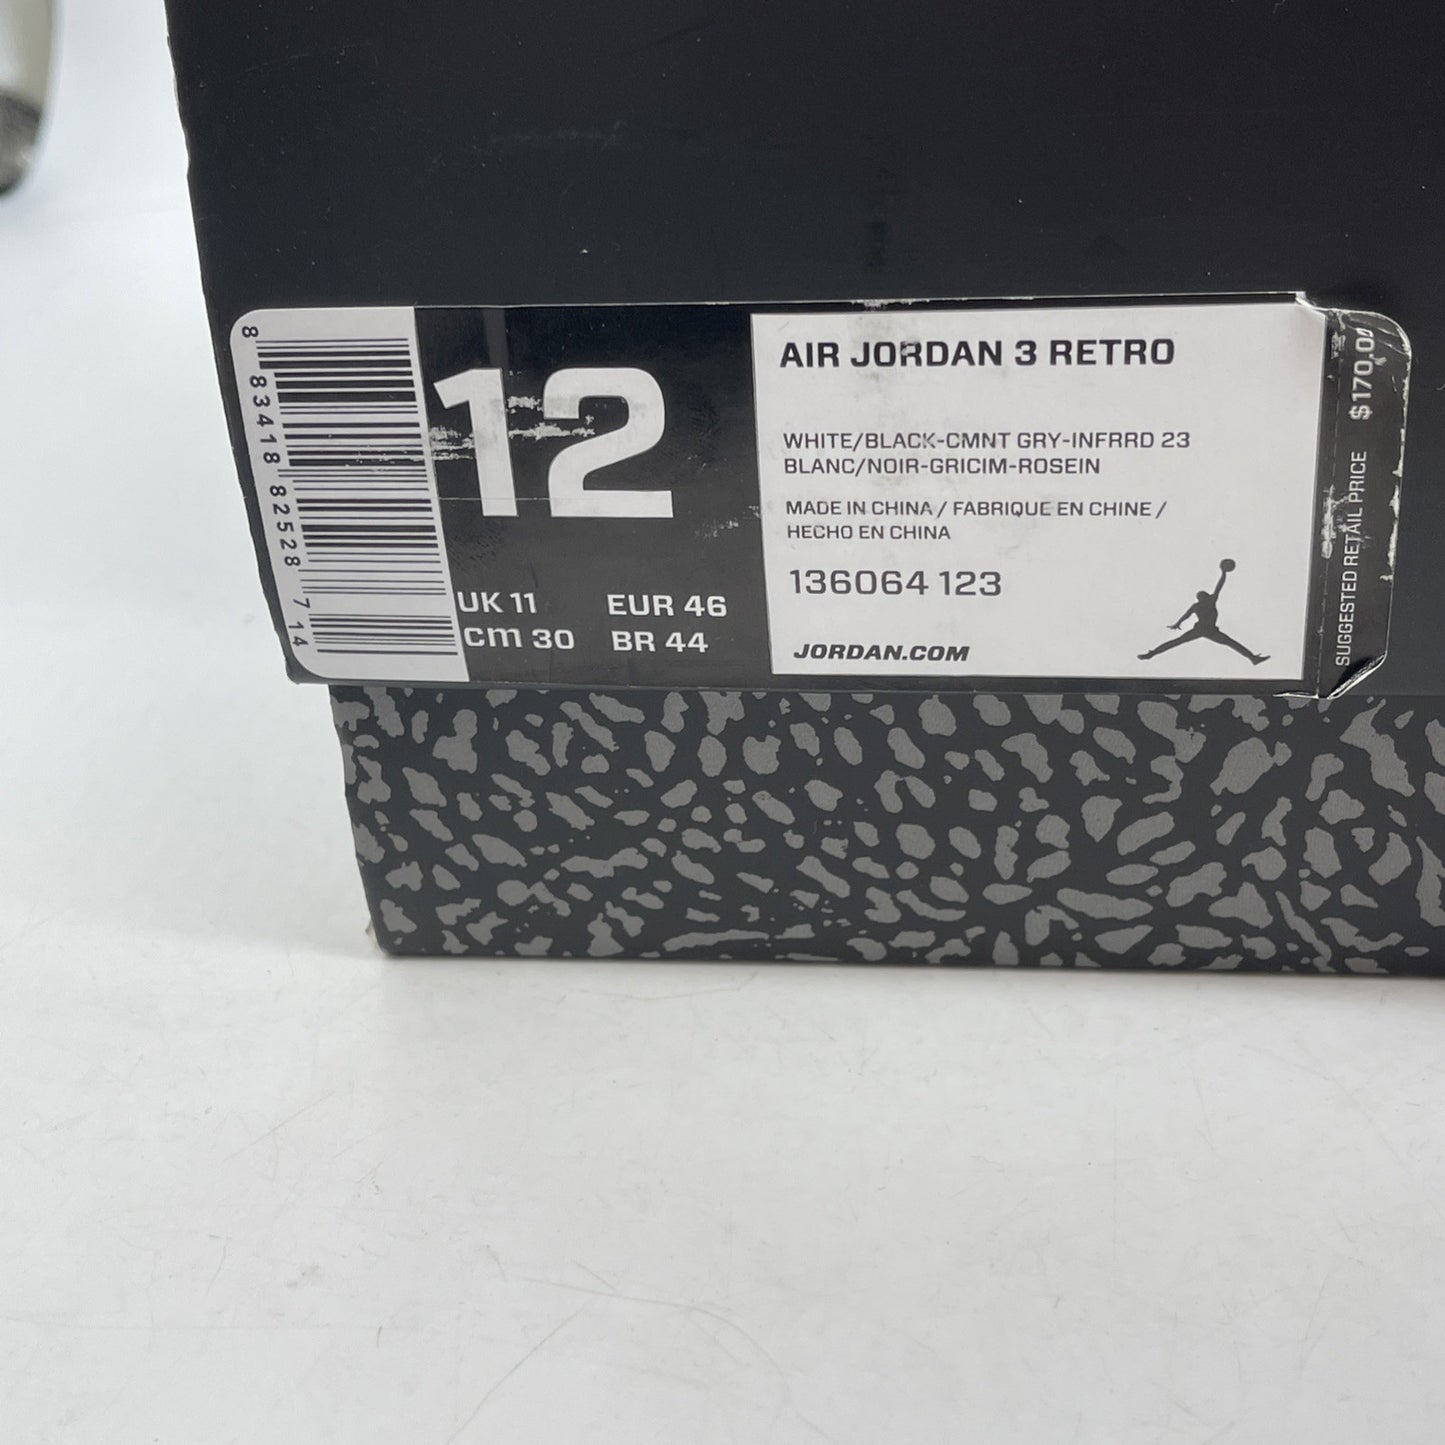 8 83418 82528 7 14
12
UK 11 EUR 46
cm 30 BR 44
AIR JORDAN 3 RETRO
WHITE/BLACK-CMNT GRY-INFRRD 23
BLANC/NOIR-GRICIM-ROSEIN
MADE IN CHINA / FABRIQUE EN CHINE /
HECHO EN CHINA
136064 123
JORDAN.COM
SUGGESTED RETAIL PRICE $170.00